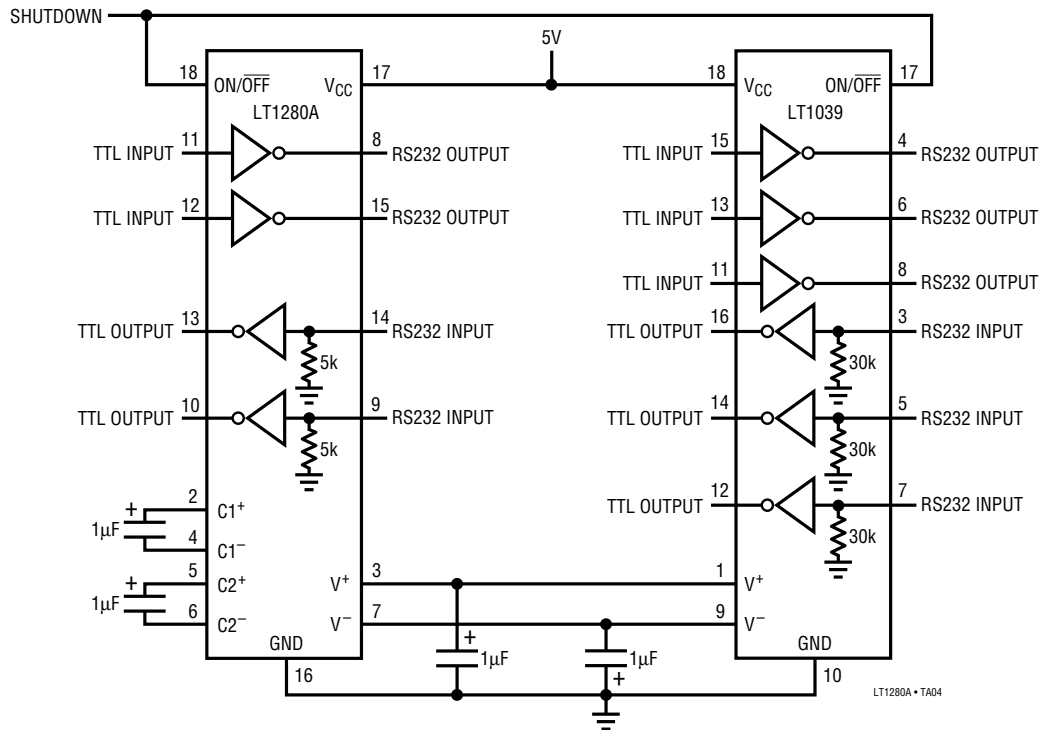 SHUTDOWN
5V
18 ON/OFF VCC 17
LT1280A
TTL INPUT 11 8 RS232 OUTPUT
TTL INPUT 12 15 RS232 OUTPUT
TTL OUTPUT 13 14 RS232 INPUT
5k
TTL OUTPUT 10 9 RS232 INPUT
5k
2 C1+
+
1µF
4 C1−
5 C2+
+
1µF
6 C2−
V+ 3
V− 7
GND
16
18 VCC ON/OFF 17
LT1039
TTL INPUT 15 4 RS232 OUTPUT
TTL INPUT 13 6 RS232 OUTPUT
TTL INPUT 11 8 RS232 OUTPUT
TTL OUTPUT 16 3 RS232 INPUT
30k
TTL OUTPUT 14 5 RS232 INPUT
30k
TTL OUTPUT 12 7 RS232 INPUT
30k
1 V+
9 V−
GND
10
+
1µF
1µF
+
LT1280A • TA04